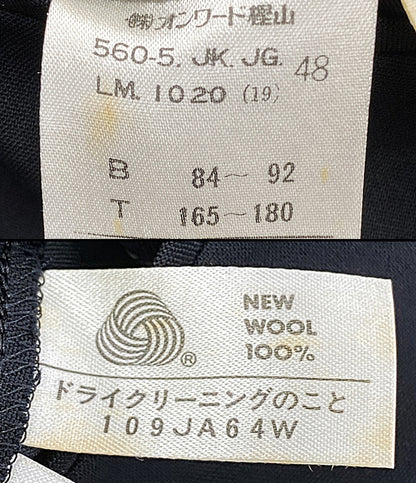 ㈱オンワード樫山
560-5. JK. JG. 48
LM. 1020 (19)
B 84～ 92
T 165～180
NEW
WOOL
100%
®
ドライクリーニングのこと
109JA64W